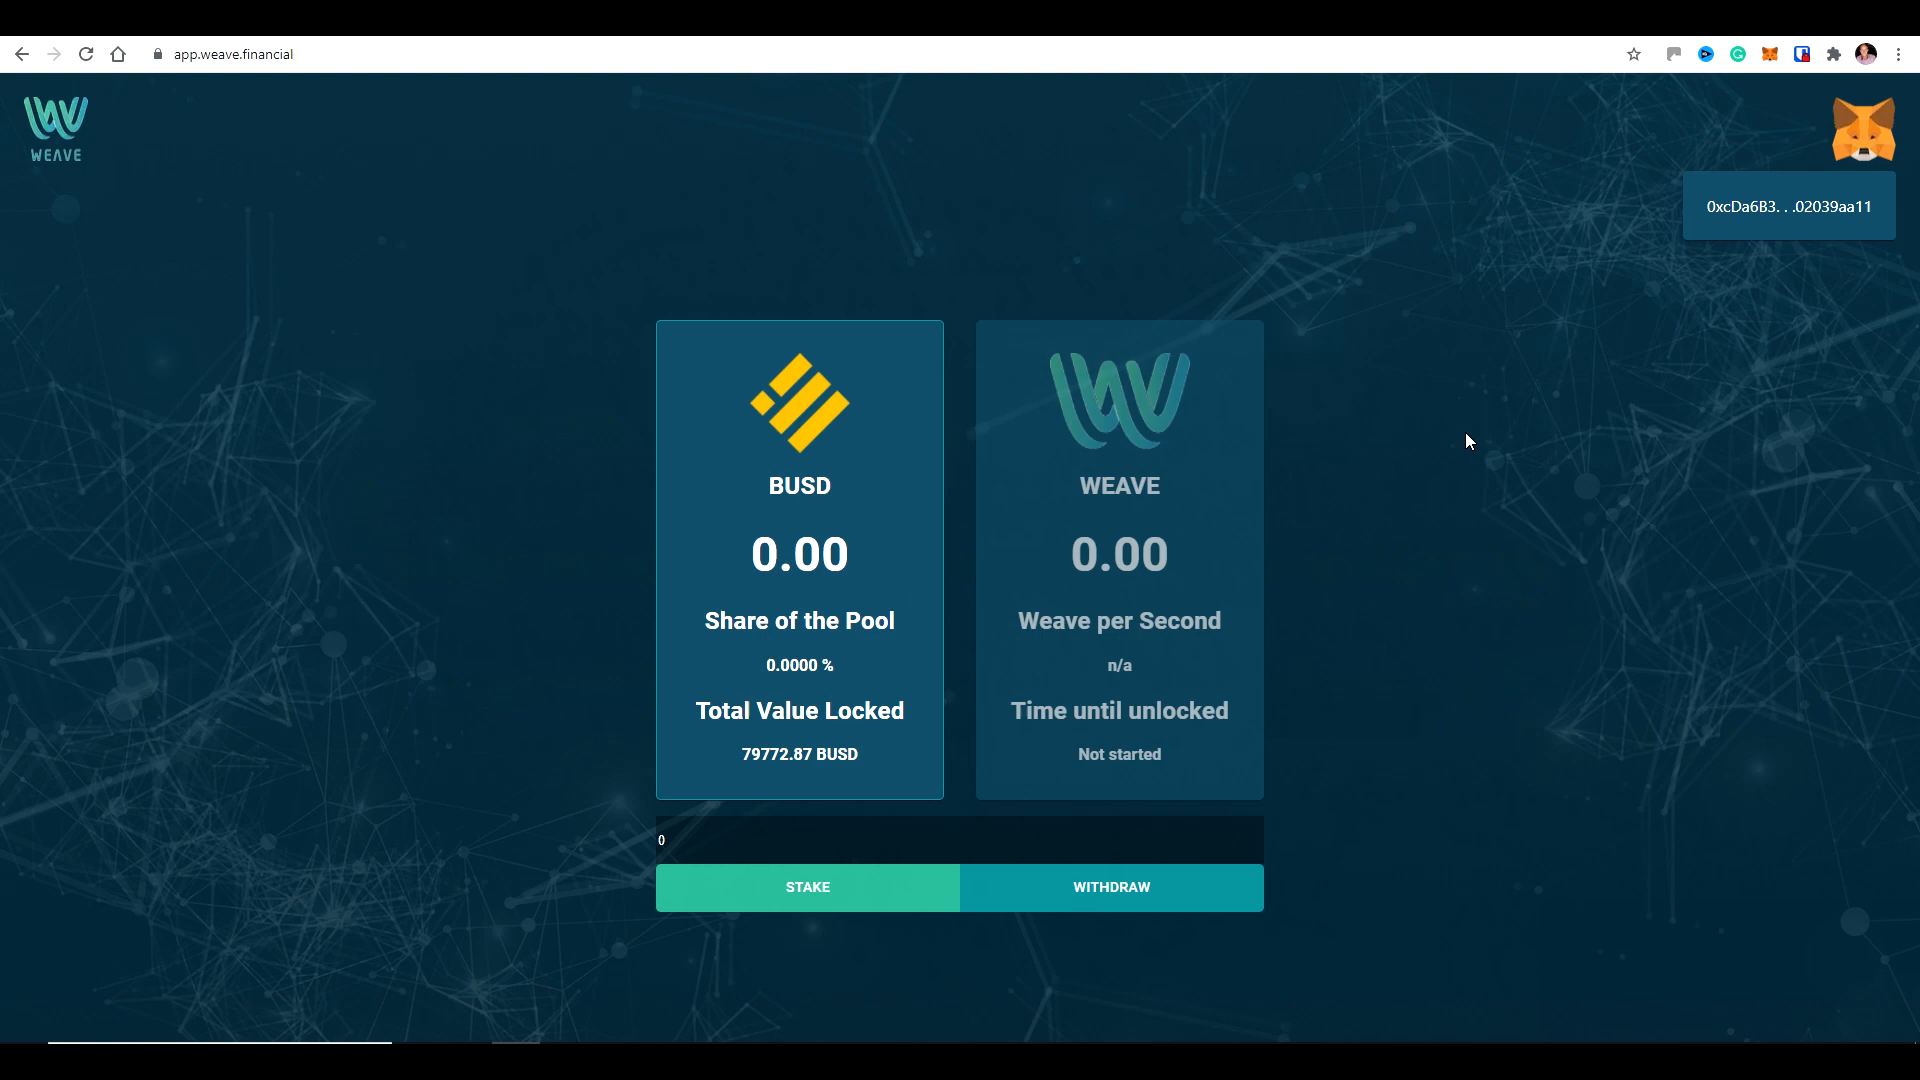 app.weave.financial
WEAVE
0xcDa6B3. . .02039aa11
BUSD
0.00
Share of the Pool
0.0000 %
Total Value Locked
79772.87 BUSD
WEAVE
0.00
Weave per Second
n/a
Time until unlocked
Not started
0
STAKE
WITHDRAW